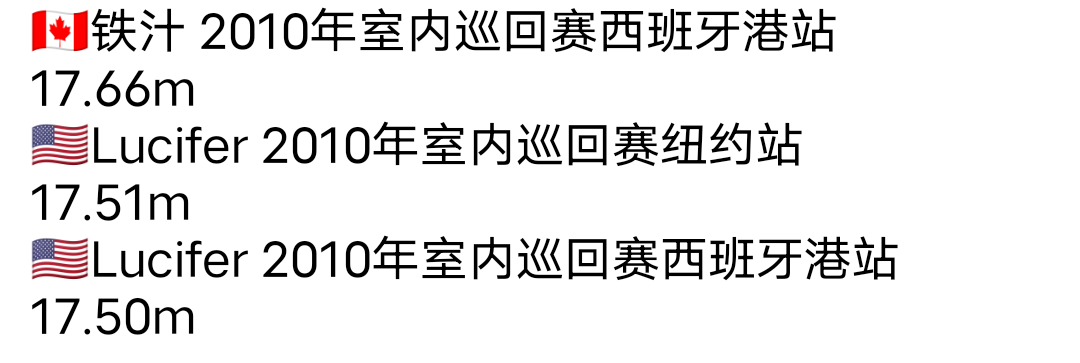 🇨🇦铁汁 2010年室内巡回赛西班牙港站
17.66m
🇺🇸Lucifer 2010年室内巡回赛纽约站
17.51m
🇺🇸Lucifer 2010年室内巡回赛西班牙港站
17.50m